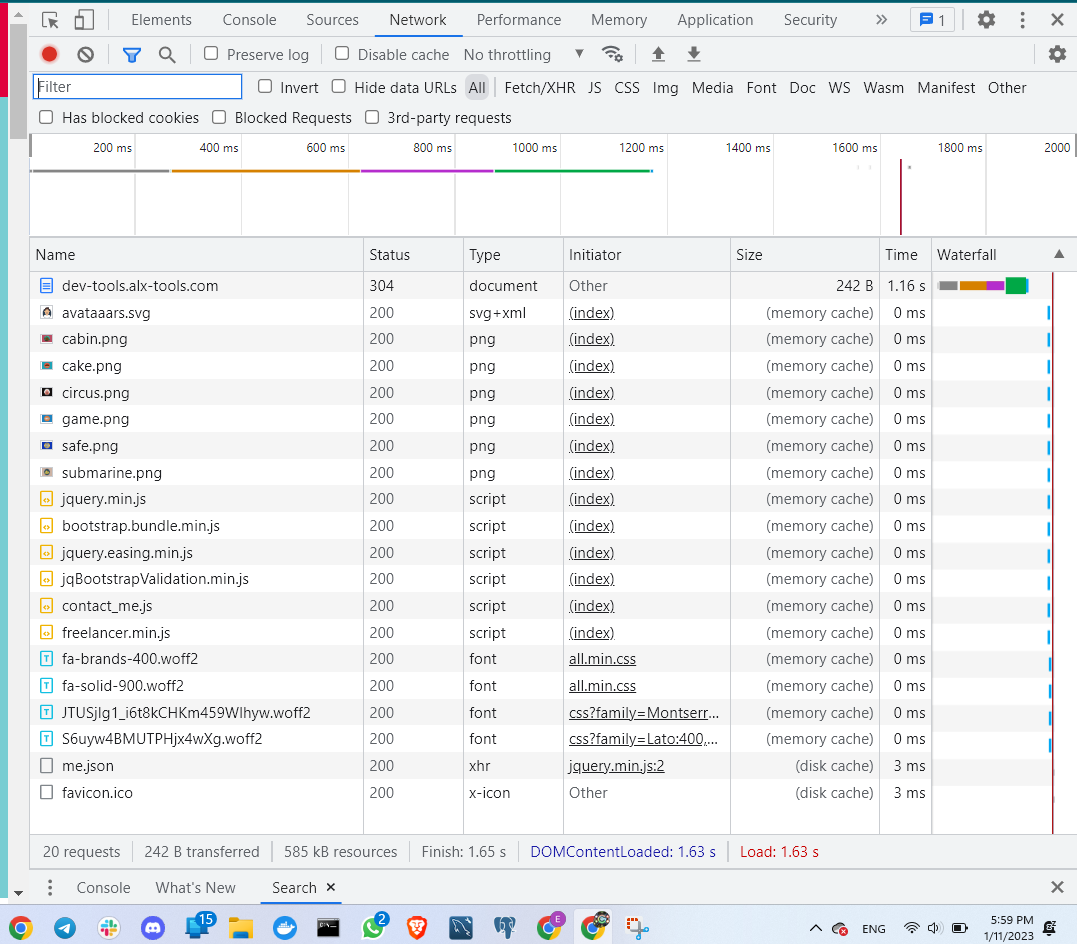 Elements Console Sources Network Performance Memory Application Security » 1
Preserve log Disable cache No throttling
Filter Invert Hide data URLs All Fetch/XHR JS CSS Img Media Font Doc WS Wasm Manifest Other
Has blocked cookies Blocked Requests 3rd-party requests
200 ms 400 ms 600 ms 800 ms 1000 ms 1200 ms 1400 ms 1600 ms 1800 ms 2000
Name Status Type Initiator Size Time Waterfall
dev-tools.alx-tools.com 304 document Other 242 B 1.16 s
avataaars.svg 200 svg+xml (index) (memory cache) 0 ms
cabin.png 200 png (index) (memory cache) 0 ms
cake.png 200 png (index) (memory cache) 0 ms
circus.png 200 png (index) (memory cache) 0 ms
game.png 200 png (index) (memory cache) 0 ms
safe.png 200 png (index) (memory cache) 0 ms
submarine.png 200 png (index) (memory cache) 0 ms
jquery.min.js 200 script (index) (memory cache) 0 ms
bootstrap.bundle.min.js 200 script (index) (memory cache) 0 ms
jquery.easing.min.js 200 script (index) (memory cache) 0 ms
jqBootstrapValidation.min.js 200 script (index) (memory cache) 0 ms
contact_me.js 200 script (index) (memory cache) 0 ms
freelancer.min.js 200 script (index) (memory cache) 0 ms
fa-brands-400.woff2 200 font all.min.css (memory cache) 0 ms
fa-solid-900.woff2 200 font all.min.css (memory cache) 0 ms
JTUSjIg1_i6t8kCHKm459Wlhyw.woff2 200 font css?family=Montserr... (memory cache) 0 ms
S6uyw4BMUTPHjx4wXg.woff2 200 font css?family=Lato:400,... (memory cache) 0 ms
me.json 200 xhr jquery.min.js:2 (disk cache) 3 ms
favicon.ico 200 x-icon Other (disk cache) 3 ms
20 requests 242 B transferred 585 kB resources Finish: 1.65 s DOMContentLoaded: 1.63 s Load: 1.63 s
Console What's New Search
15 2 E ENG 5:59 PM
1/11/2023